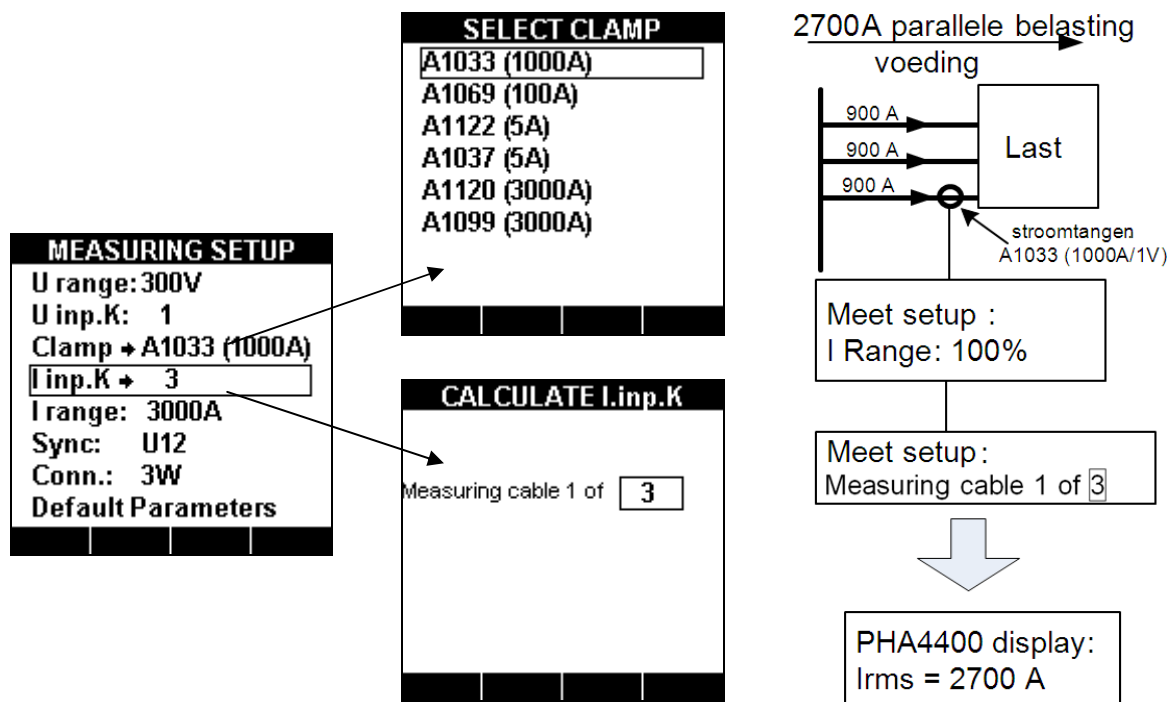 MEASURING SETUP
U range: 300V
U inp.K: 1
Clamp → A1033 (1000A)
I inp.K → 3
I range: 3000A
Sync: U12
Conn.: 3W
Default Parameters
SELECT CLAMP
A1033 (1000A)
A1069 (100A)
A1122 (5A)
A1037 (5A)
A1120 (3000A)
A1099 (3000A)
CALCULATE I.inp.K
Measuring cable 1 of 3
2700A parallele belasting
voeding
900 A
900 A
900 A
Last
stroomtangen
A1033 (1000A/1V)
Meet setup :
I Range: 100%
Meet setup:
Measuring cable 1 of 3
PHA4400 display:
Irms = 2700 A